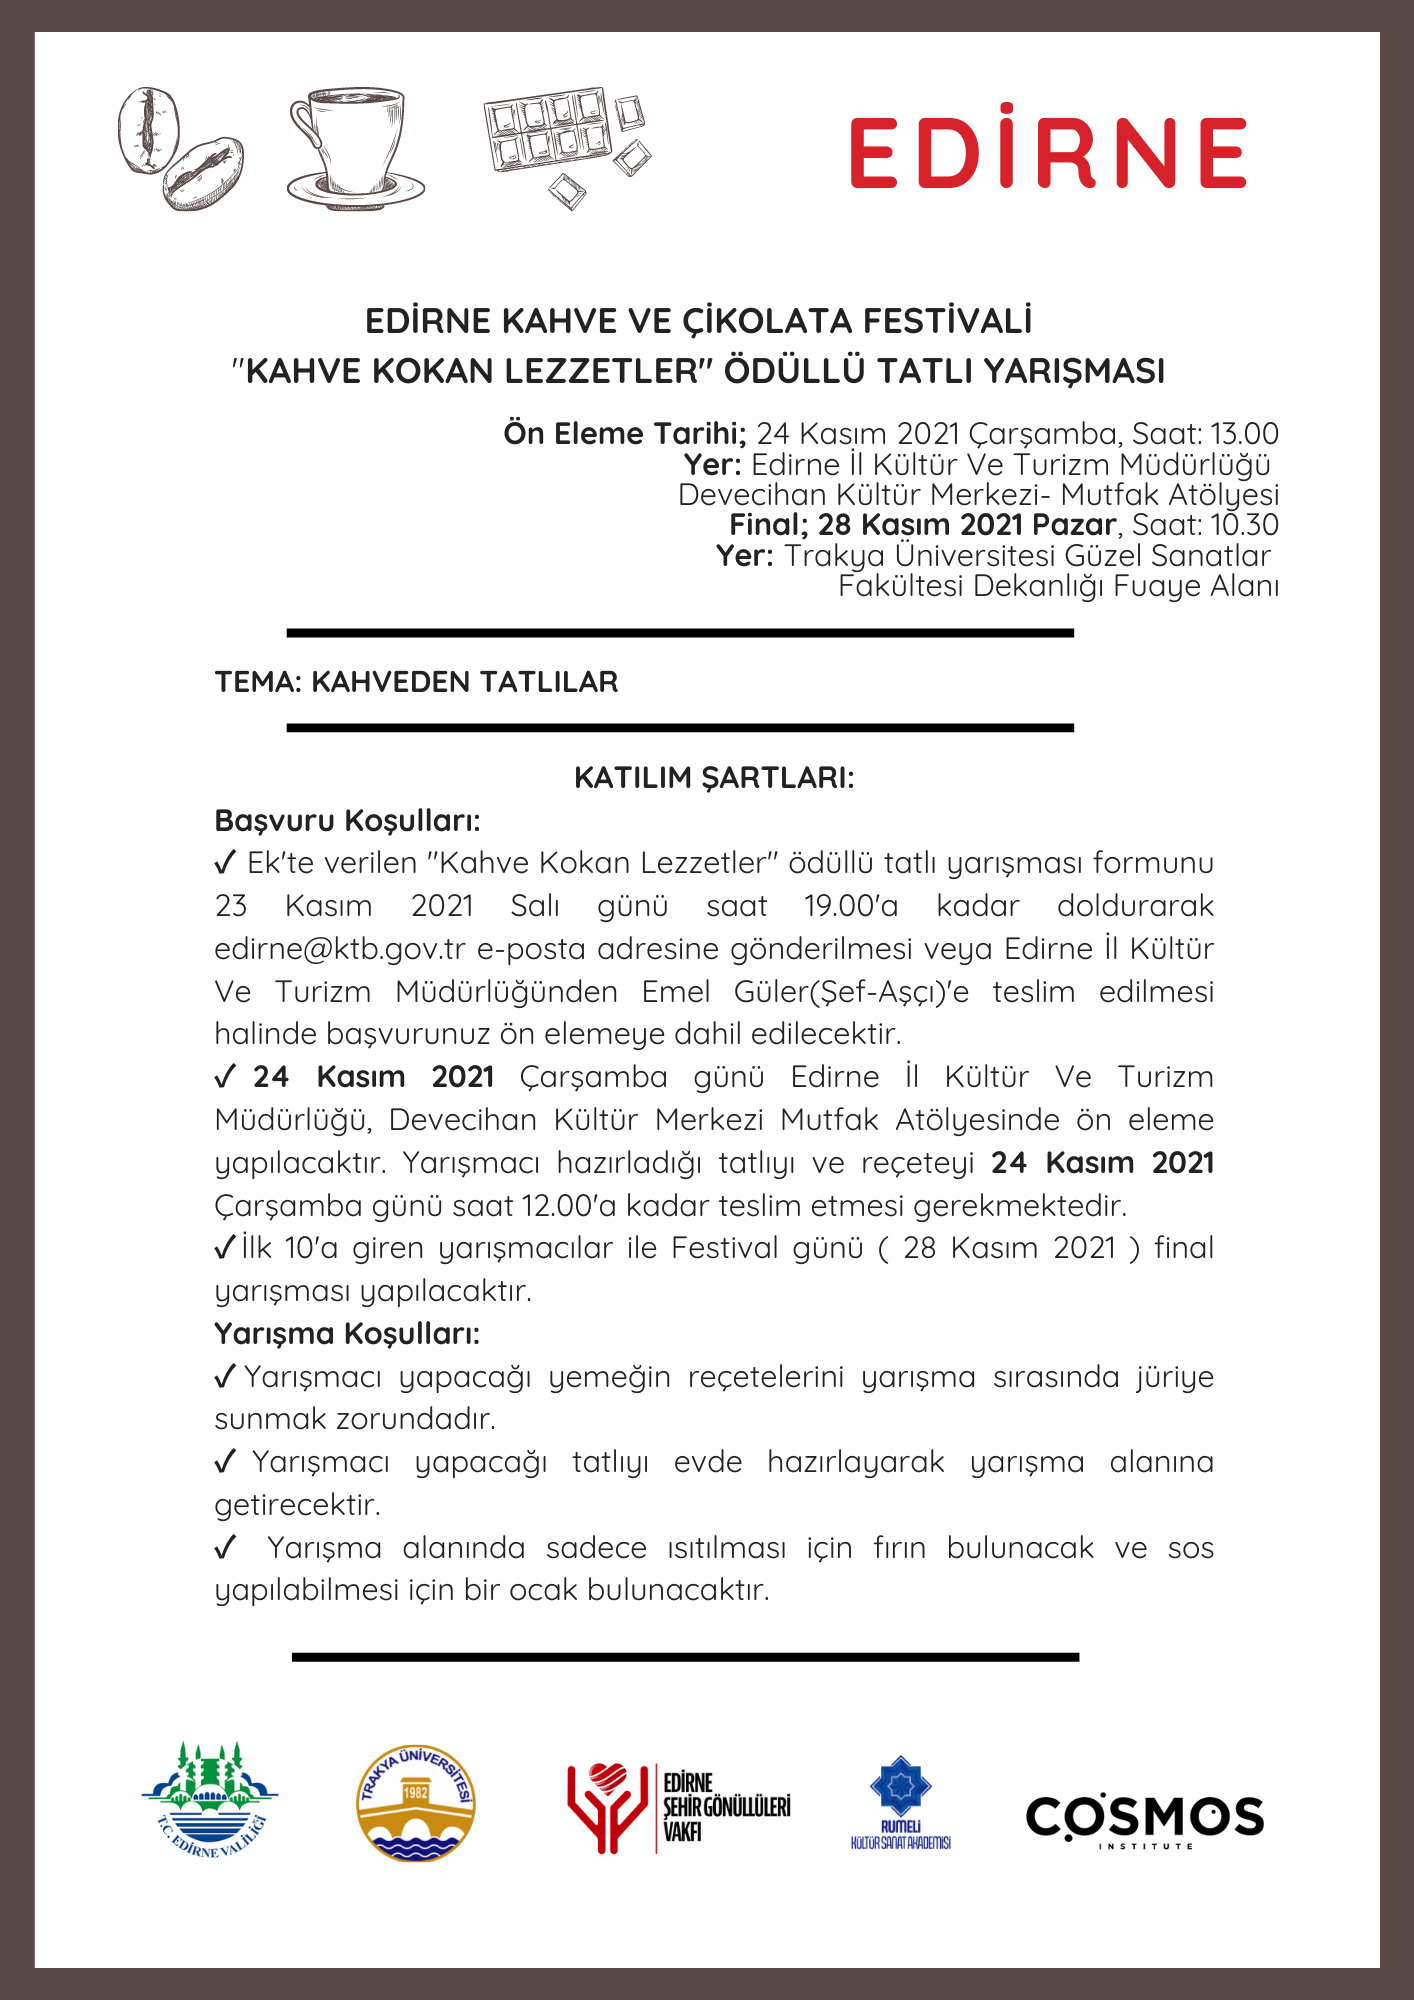 EDİRNE
EDİRNE KAHVE VE ÇİKOLATA FESTİVALİ
"KAHVE KOKAN LEZZETLER" ÖDÜLLÜ TATLI YARIŞMASI
Ön Eleme Tarihi; 24 Kasım 2021 Çarşamba, Saat: 13.00
Yer: Edirne İl Kültür Ve Turizm Müdürlüğü
Devecihan Kültür Merkezi- Mutfak Atölyesi
Final; 28 Kasım 2021 Pazar, Saat: 10.30
Yer: Trakya Üniversitesi Güzel Sanatlar
Fakültesi Dekanlığı Fuaye Alanı
TEMA: KAHVEDEN TATLILAR
KATILIM ŞARTLARI:
Başvuru Koşulları:
✓ Ek'te verilen "Kahve Kokan Lezzetler" ödüllü tatlı yarışması formunu
23 Kasım 2021 Salı günü saat 19.00'a kadar doldurarak
edirne@ktb.gov.tr e-posta adresine gönderilmesi veya Edirne İl Kültür
Ve Turizm Müdürlüğünden Emel Güler(Şef-Aşçı)'e teslim edilmesi
halinde başvurunuz ön elemeye dahil edilecektir.
✓ 24 Kasım 2021 Çarşamba günü Edirne İl Kültür Ve Turizm
Müdürlüğü, Devecihan Kültür Merkezi Mutfak Atölyesinde ön eleme
yapılacaktır. Yarışmacı hazırladığı tatlıyı ve reçeteyi 24 Kasım 2021
Çarşamba günü saat 12.00'a kadar teslim etmesi gerekmektedir.
✓İlk 10'a giren yarışmacılar ile Festival günü ( 28 Kasım 2021 ) final
yarışması yapılacaktır.
Yarışma Koşulları:
✓ Yarışmacı yapacağı yemeğin reçetelerini yarışma sırasında jüriye
sunmak zorundadır.
✓ Yarışmacı yapacağı tatlıyı evde hazırlayarak yarışma alanına
getirecektir.
✓ Yarışma alanında sadece ısıtılması için fırın bulunacak ve sos
yapılabilmesi için bir ocak bulunacaktır.
T.C. EDİRNE VALİLİĞİ
TRAKYA ÜNİVERSİTESİ
1982
EDİRNE
ŞEHİR GÖNÜLLÜLERİ
VAKFI
RUMELİ
KÜLTÜR SANAT AKADEMİSİ
COSMOS
INSTITUTE